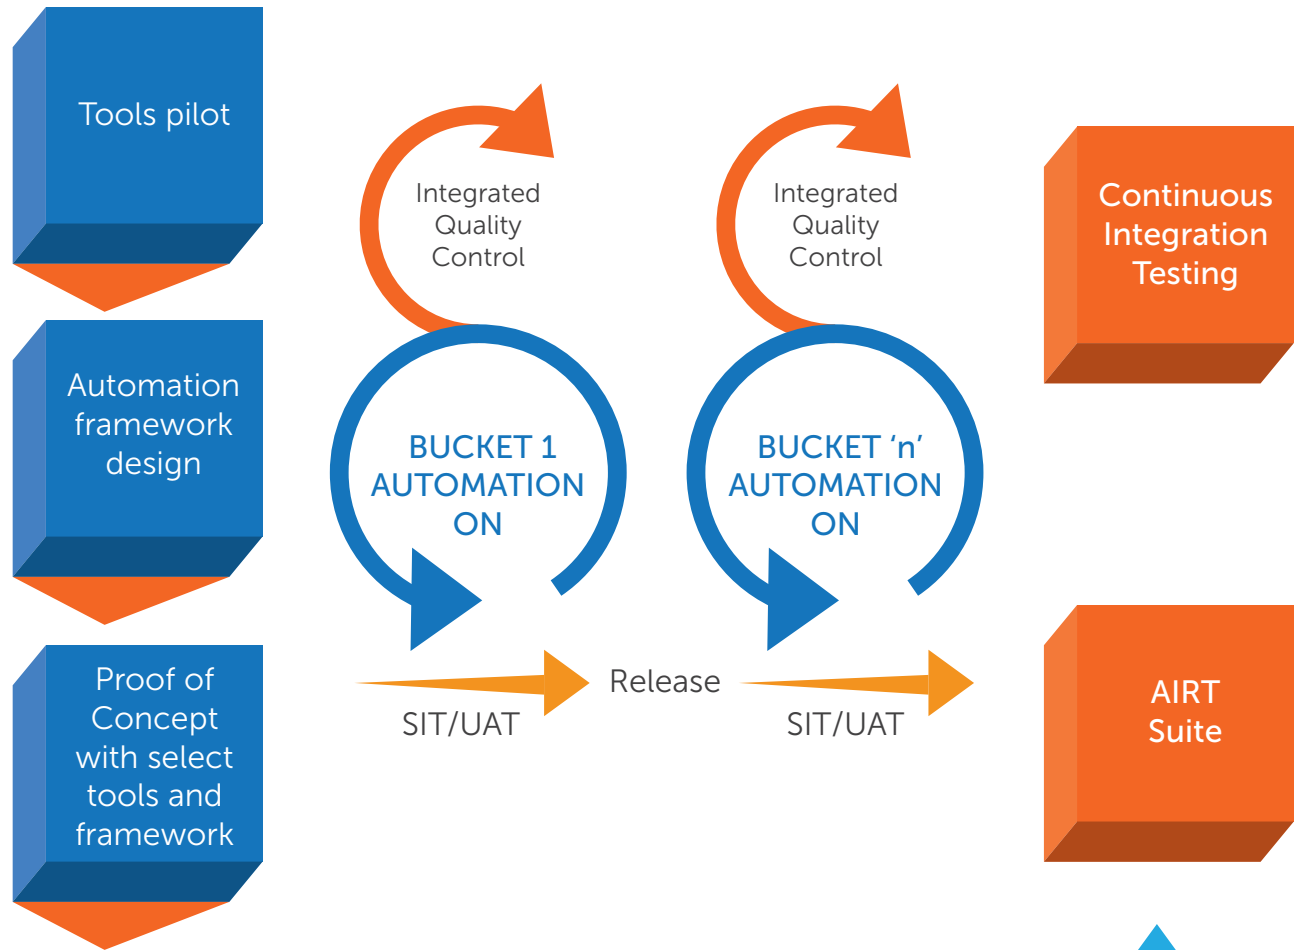 Tools pilot
Automation
framework
design
Proof of
Concept
with select
tools and
framework
Integrated
Quality
Control
BUCKET 1
AUTOMATION
ON
SIT/UAT
Release
Integrated
Quality
Control
BUCKET ‘n’
AUTOMATION
ON
SIT/UAT
Continuous
Integration
Testing
AIRT
Suite